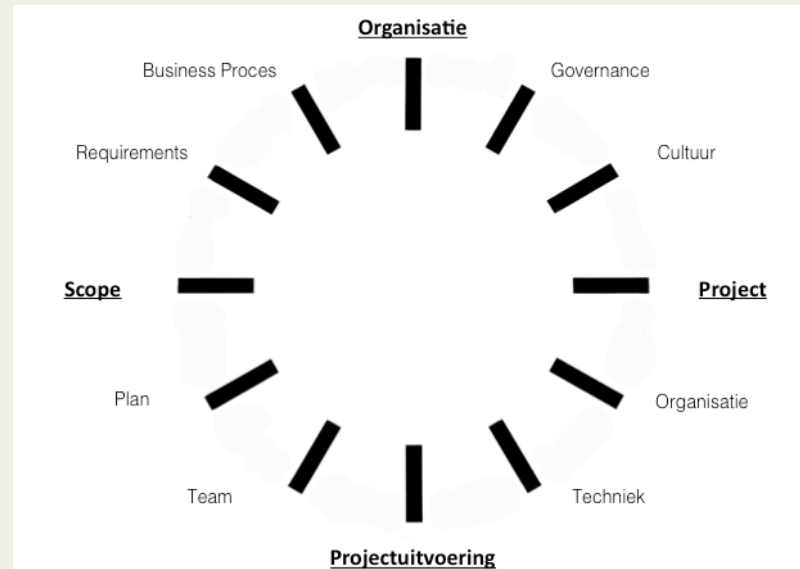 Organisatie
Business Proces
Governance
Requirements
Cultuur
Scope
Project
Plan
Organisatie
Team
Techniek
Projectuitvoering